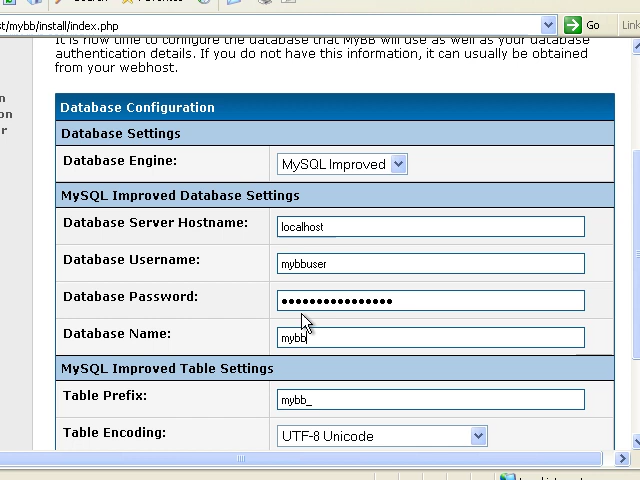 st/mybb/install/index.php
Go
Link
It is now time to configure the database that MyBB will use as well as your database
authentication details. If you do not have this information, it can usually be obtained
from your webhost.
n
on
r
Database Configuration
Database Settings
Database Engine:
MySQL Improved
MySQL Improved Database Settings
Database Server Hostname:
localhost
Database Username:
mybbuser
Database Password:
••••••••••••••••
Database Name:
mybb
MySQL Improved Table Settings
Table Prefix:
mybb_
Table Encoding:
UTF-8 Unicode